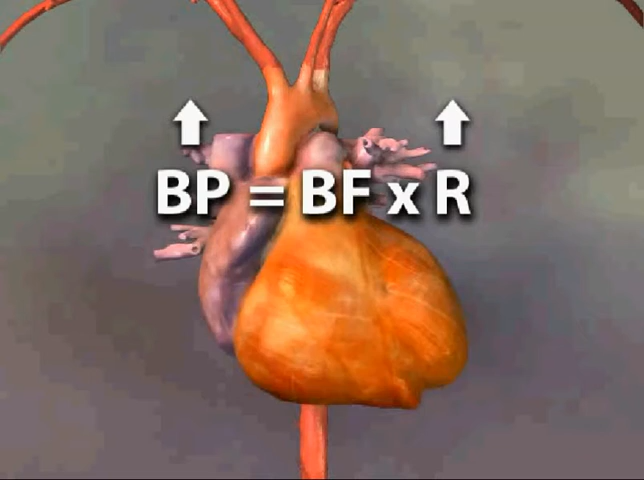 BP = BF x R